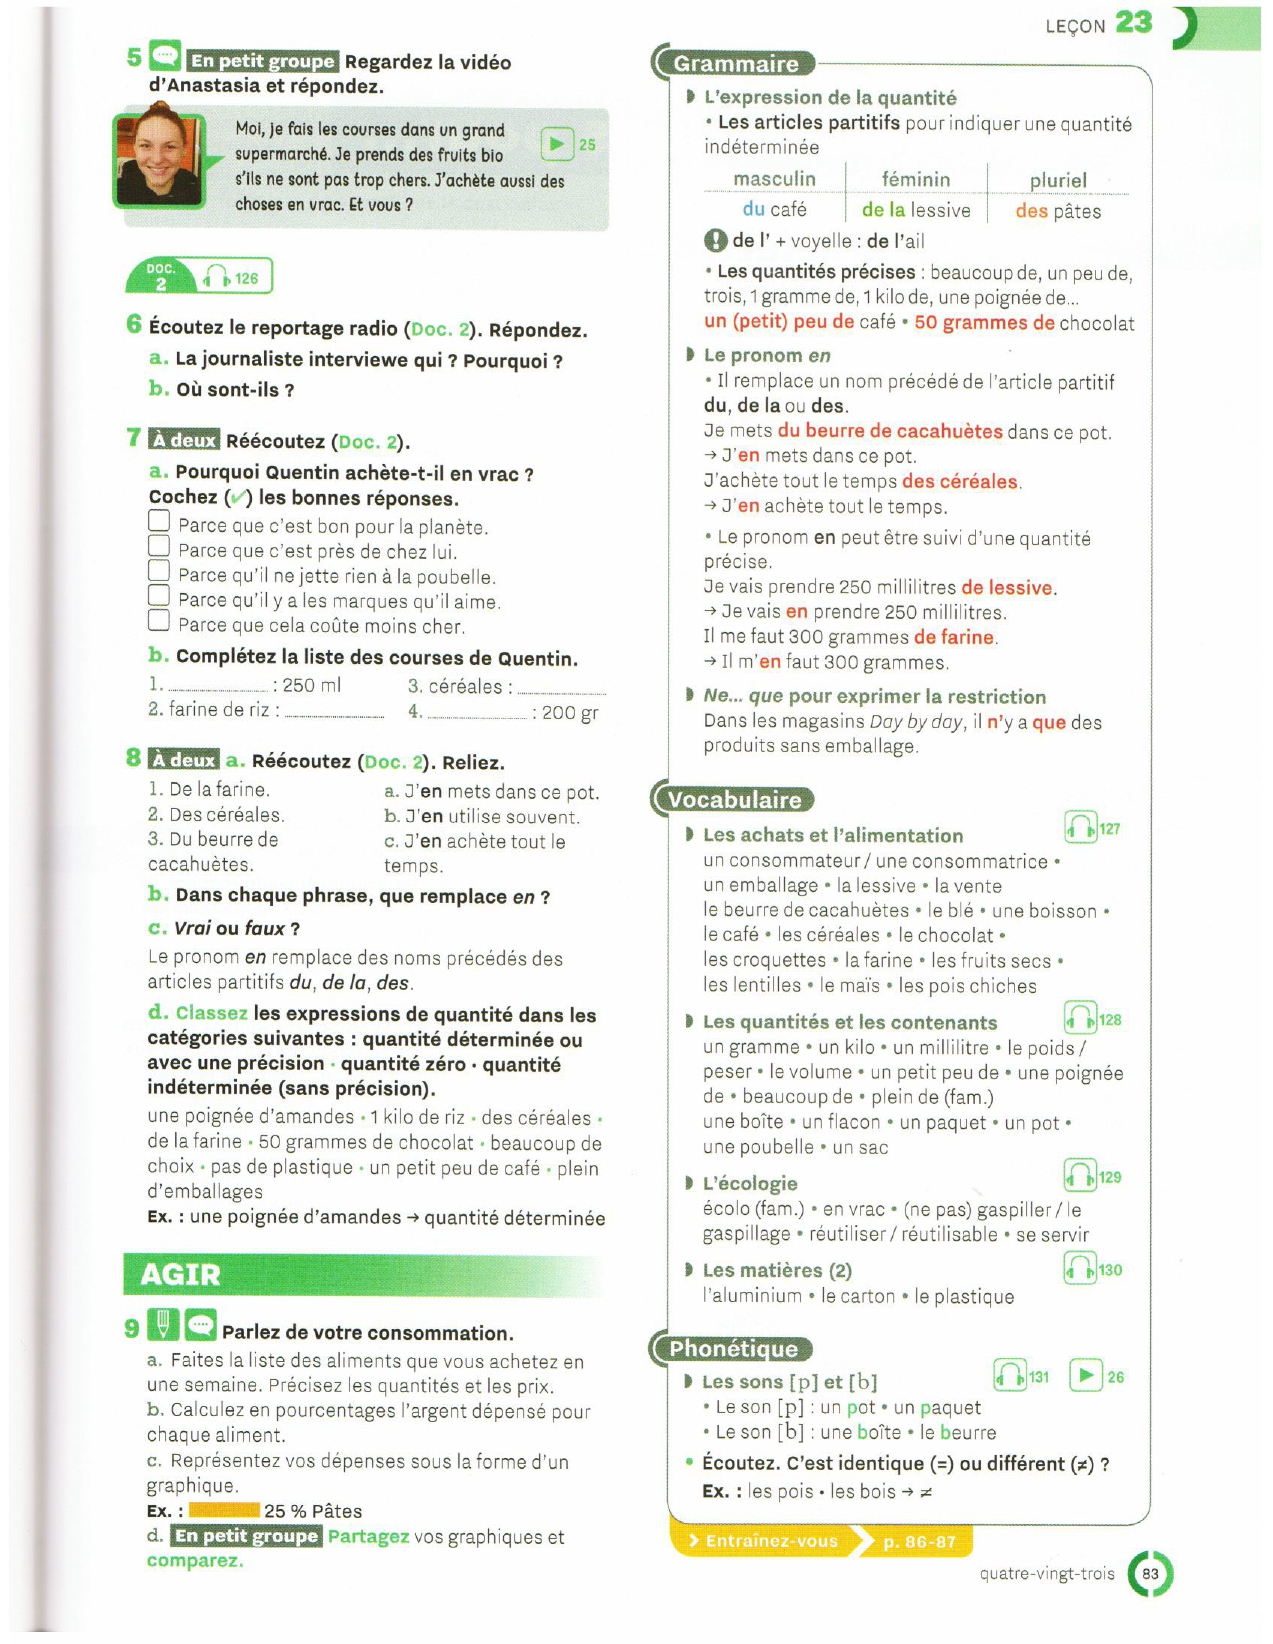 LEÇON 23
5 En petit groupe Regardez la vidéo
d'Anastasia et répondez.
Moi, je fais les courses dans un grand
supermarché. Je prends des fruits bio
s'ils ne sont pas trop chers. J'achète aussi des
choses en vrac. Et vous ?
25
DOC.
2
126
6 Écoutez le reportage radio (Doc. 2). Répondez.
a. La journaliste interviewe qui ? Pourquoi ?
b. Où sont-ils ?
7 À deux Réécoutez (Doc. 2).
a. Pourquoi Quentin achète-t-il en vrac ?
Cochez (✓) les bonnes réponses.
Parce que c'est bon pour la planète.
Parce que c'est près de chez lui.
Parce qu'il ne jette rien à la poubelle.
Parce qu'il y a les marques qu'il aime.
Parce que cela coûte moins cher.
b. Complétez la liste des courses de Quentin.
1. : 250 ml 3. céréales :
2. farine de riz : 4. : 200 gr
8 À deux a. Réécoutez (Doc. 2). Reliez.
1. De la farine. a. J'en mets dans ce pot.
2. Des céréales. b. J'en utilise souvent.
3. Du beurre de c. J'en achète tout le
cacahuètes. temps.
b. Dans chaque phrase, que remplace en ?
c. Vrai ou faux ?
Le pronom en remplace des noms précédés des
articles partitifs du, de la, des.
d. Classez les expressions de quantité dans les
catégories suivantes : quantité déterminée ou
avec une précision · quantité zéro · quantité
indéterminée (sans précision).
une poignée d'amandes · 1 kilo de riz · des céréales ·
de la farine · 50 grammes de chocolat · beaucoup de
choix · pas de plastique · un petit peu de café · plein
d'emballages
Ex. : une poignée d'amandes → quantité déterminée
AGIR
9 Parlez de votre consommation.
a. Faites la liste des aliments que vous achetez en
une semaine. Précisez les quantités et les prix.
b. Calculez en pourcentages l'argent dépensé pour
chaque aliment.
c. Représentez vos dépenses sous la forme d'un
graphique.
Ex. : 25 % Pâtes
d. En petit groupe Partagez vos graphiques et
comparez.
Grammaire
L'expression de la quantité
• Les articles partitifs pour indiquer une quantité
indéterminée
masculin féminin pluriel
du café de la lessive des pâtes
! de l' + voyelle : de l'ail
• Les quantités précises : beaucoup de, un peu de,
trois, 1 gramme de, 1 kilo de, une poignée de...
un (petit) peu de café • 50 grammes de chocolat
Le pronom en
• Il remplace un nom précédé de l'article partitif
du, de la ou des.
Je mets du beurre de cacahuètes dans ce pot.
→ J'en mets dans ce pot.
J'achète tout le temps des céréales.
→ J'en achète tout le temps.
• Le pronom en peut être suivi d'une quantité
précise.
Je vais prendre 250 millilitres de lessive.
→ Je vais en prendre 250 millilitres.
Il me faut 300 grammes de farine.
→ Il m'en faut 300 grammes.
Ne... que pour exprimer la restriction
Dans les magasins Day by day, il n'y a que des
produits sans emballage.
Vocabulaire
Les achats et l'alimentation 127
un consommateur / une consommatrice •
un emballage • la lessive • la vente
le beurre de cacahuètes • le blé • une boisson •
le café • les céréales • le chocolat •
les croquettes • la farine • les fruits secs •
les lentilles • le maïs • les pois chiches
Les quantités et les contenants 128
un gramme • un kilo • un millilitre • le poids /
peser • le volume • un petit peu de • une poignée
de • beaucoup de • plein de (fam.)
une boîte • un flacon • un paquet • un pot •
une poubelle • un sac
L'écologie 129
écolo (fam.) • en vrac • (ne pas) gaspiller / le
gaspillage • réutiliser / réutilisable • se servir
Les matières (2) 130
l'aluminium • le carton • le plastique
Phonétique
Les sons [p] et [b] 131 26
• Le son [p] : un pot • un paquet
• Le son [b] : une boîte • le beurre
• Écoutez. C'est identique (=) ou différent (≠) ?
Ex. : les pois • les bois → ≠
> Entraînez-vous p. 86-87
quatre-vingt-trois 83